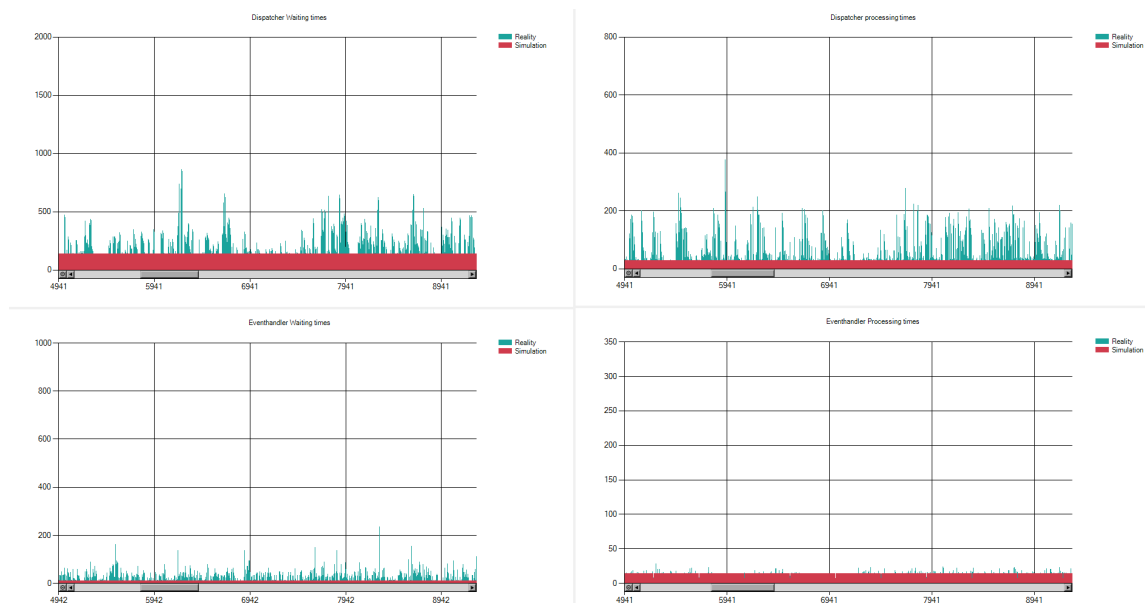 Dispatcher Waiting times
2000
1500
1000
500
0
4941 5941 6941 7941 8941
Reality
Simulation
Dispatcher processing times
800
600
400
200
0
4941 5941 6941 7941 8941
Reality
Simulation
Eventhandler Waiting times
1000
800
600
400
200
0
4942 5942 6942 7942 8942
Reality
Simulation
Eventhandler Processing times
350
300
250
200
150
100
50
0
4941 5941 6941 7941 8941
Reality
Simulation